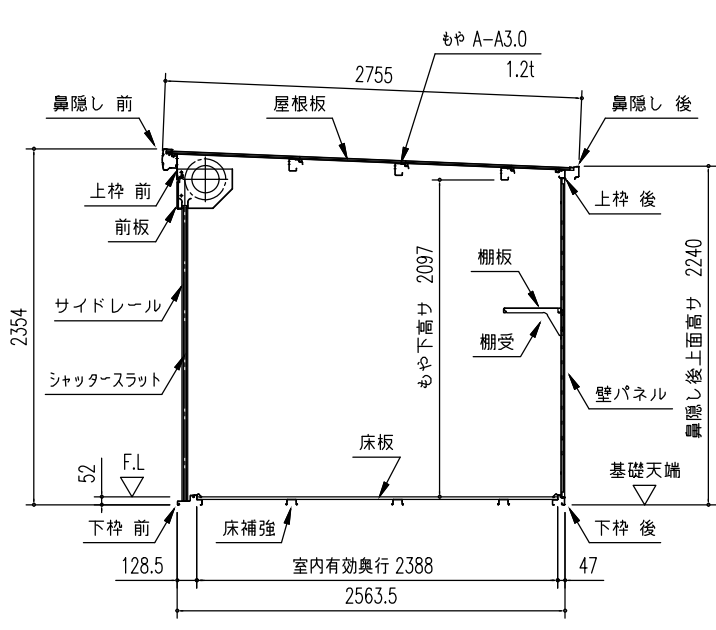 もや A-A3.0
1.2t
2755
鼻隠し 前
屋根板
鼻隠し 後
上枠 前
上枠 後
前板
2354
サイドレール
もや下高サ 2097
棚板
棚受
鼻隠し後上面高サ 2240
シャッタースラット
壁パネル
52
F.L
床板
基礎天端
下枠 前
床補強
下枠 後
128.5
室内有効奥行 2388
47
2563.5